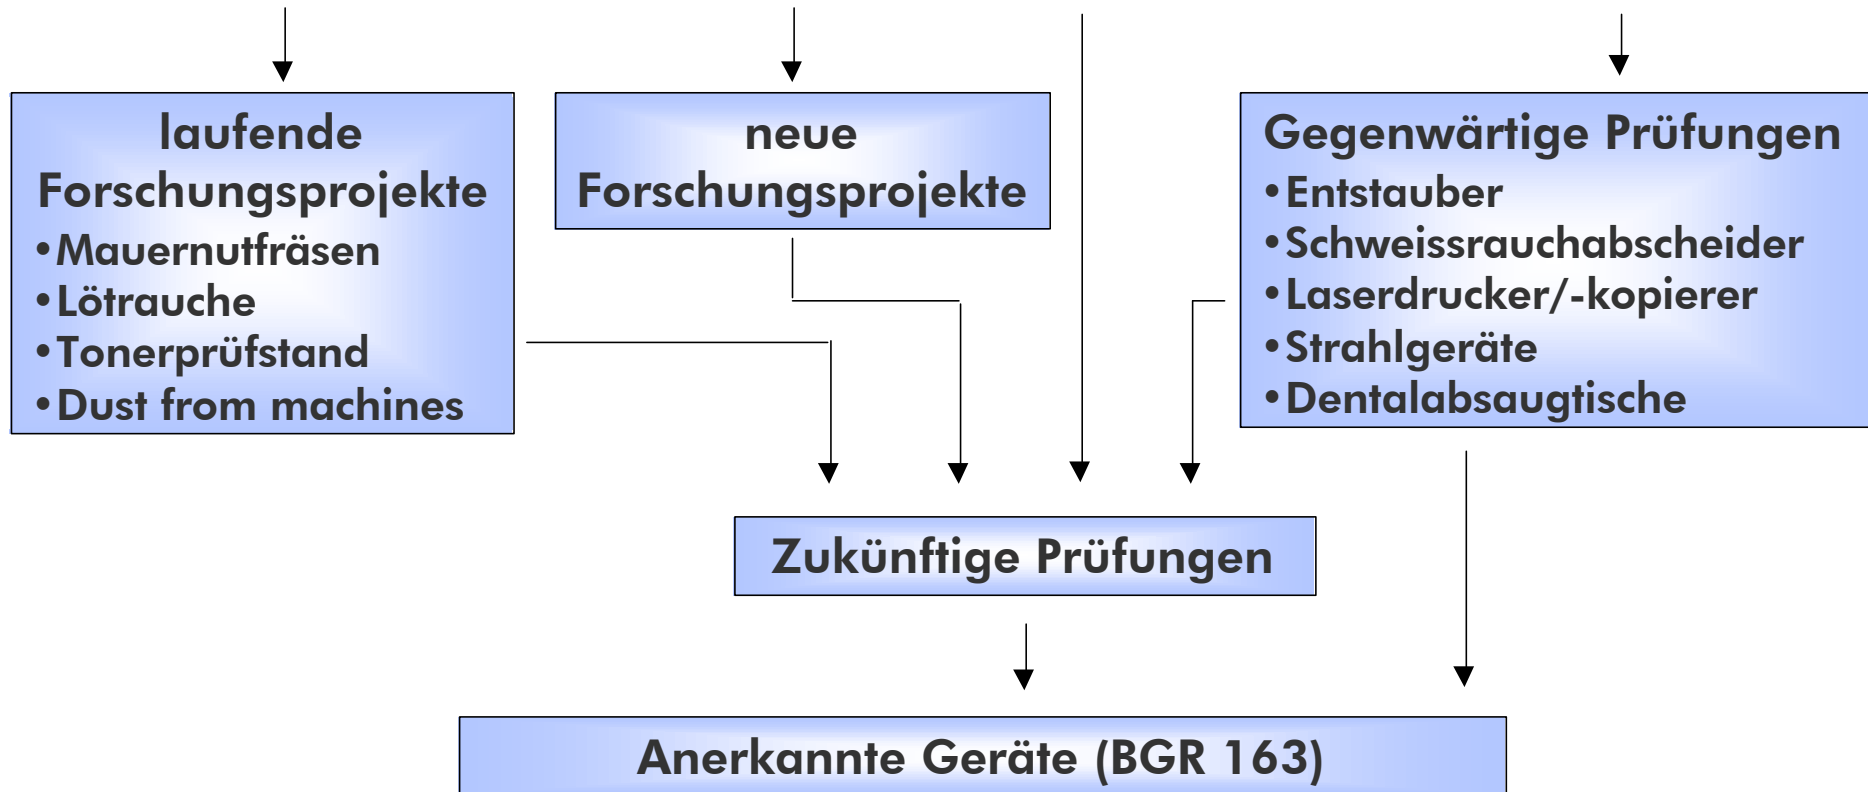 laufende
Forschungsprojekte
•Mauernutfräsen
•Lötrauche
•Tonerprüfstand
•Dust from machines
neue
Forschungsprojekte
Gegenwärtige Prüfungen
•Entstauber
•Schweissrauchabscheider
•Laserdrucker/-kopierer
•Strahlgeräte
•Dentalabsaugtische
Zukünftige Prüfungen
Anerkannte Geräte (BGR 163)